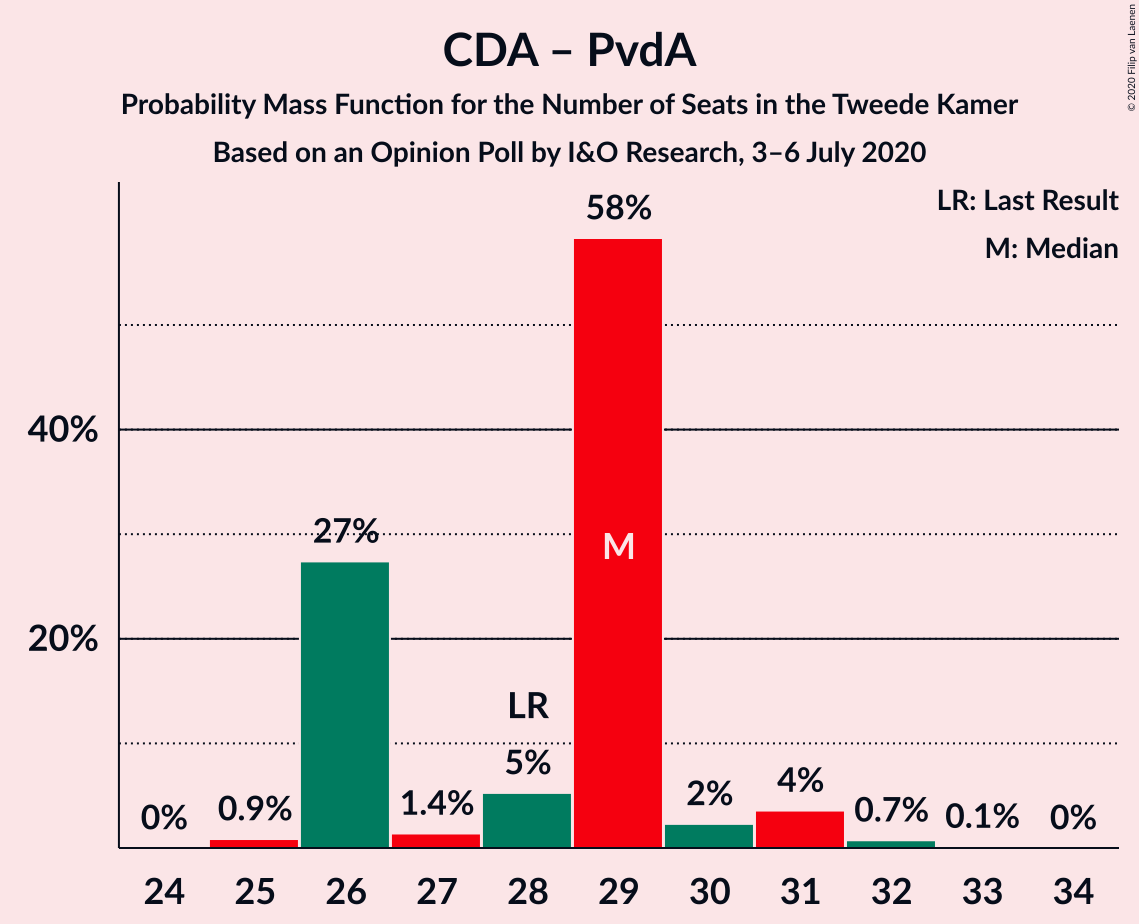 CDA – PvdA
Probability Mass Function for the Number of Seats in the Tweede Kamer
Based on an Opinion Poll by I&O Research, 3–6 July 2020
© 2020 Filip van Laenen
LR: Last Result
M: Median
58%
40%
27%
M
20%
LR
5%
0%
0.9%
1.4%
2%
4%
0.7%
0.1%
0%
24 25 26 27 28 29 30 31 32 33 34